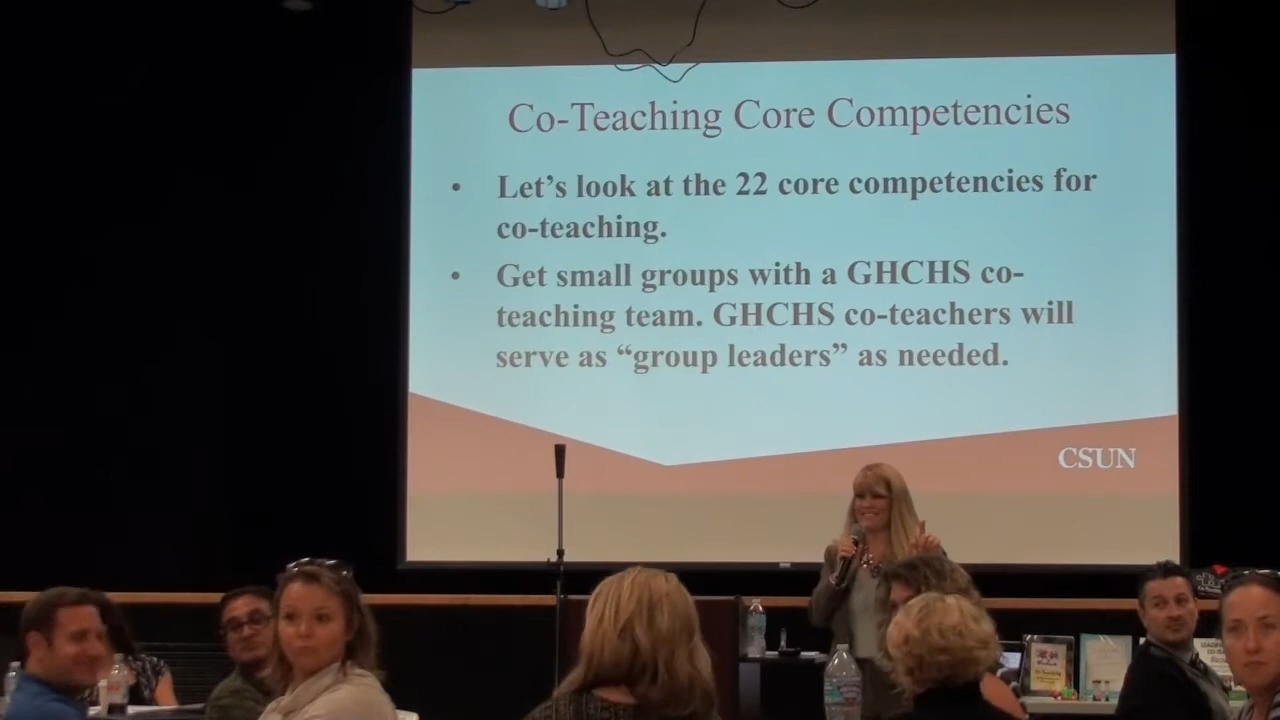 Co-Teaching Core Competencies
• Let's look at the 22 core competencies for
co-teaching.
• Get small groups with a GHCHS co-
teaching team. GHCHS co-teachers will
serve as “group leaders” as needed.
CSUN